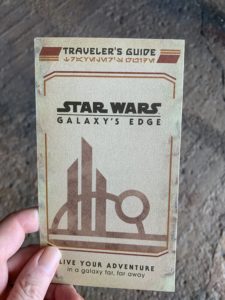 TRAVELER'S GUIDE
STAR WARS
GALAXY'S EDGE
LIVE YOUR ADVENTURE
in a galaxy far, far away